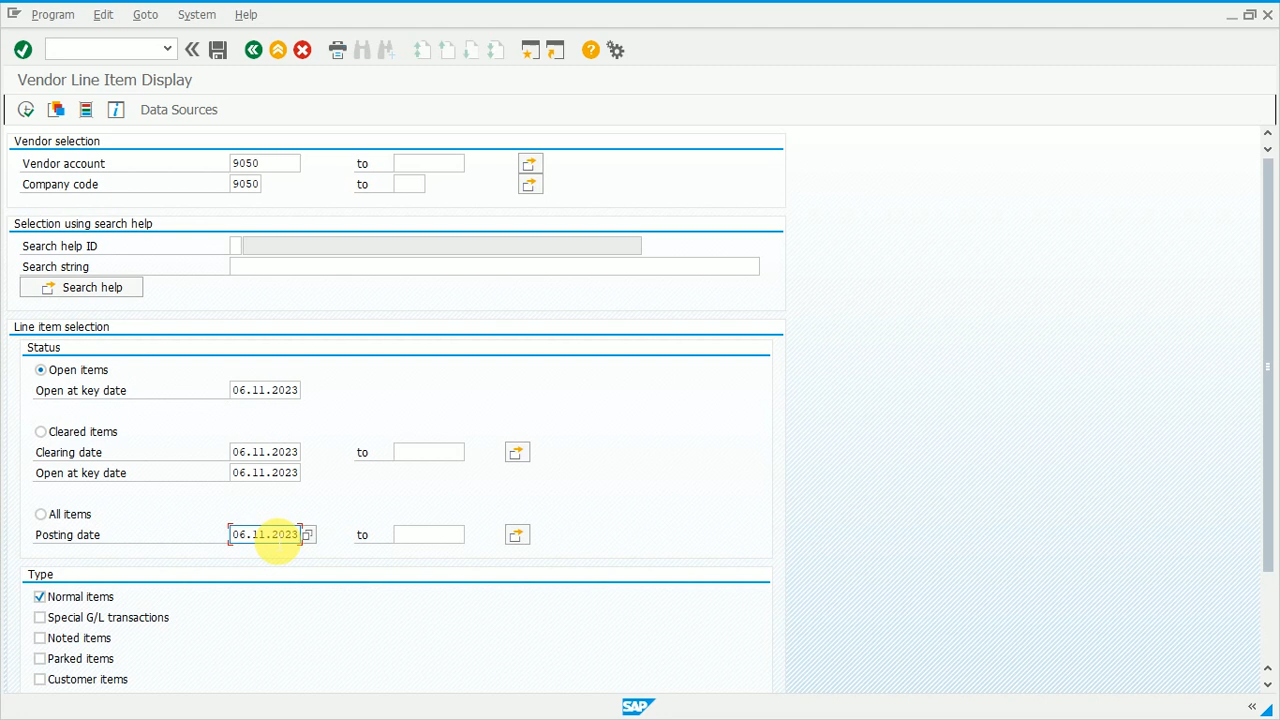 Program Edit Goto System Help
Vendor Line Item Display
Data Sources
Vendor selection
Vendor account 9050 to
Company code 9050 to
Selection using search help
Search help ID
Search string
Search help
Line item selection
Status
Open items
Open at key date 06.11.2023
Cleared items
Clearing date 06.11.2023 to
Open at key date 06.11.2023
All items
Posting date 06.11.2023 to
Type
Normal items
Special G/L transactions
Noted items
Parked items
Customer items
SAP